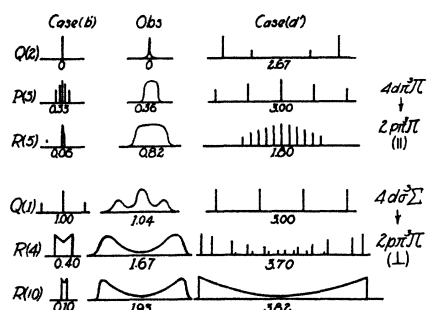 Case(b) Obs Case(d')
Q(2) 0 0 2.67
P(3) 0.33 0.36 3.00 4dπ³Π
↓
R(5) 0.06 0.82 1.80 2pπ³Π
(||)
Q(1) 1.00 1.04 3.00 4dσ³Σ
↓
R(4) 0.40 1.67 3.70 2pπ³Π
(⊥)
R(10) 0.10 1.93 3.82